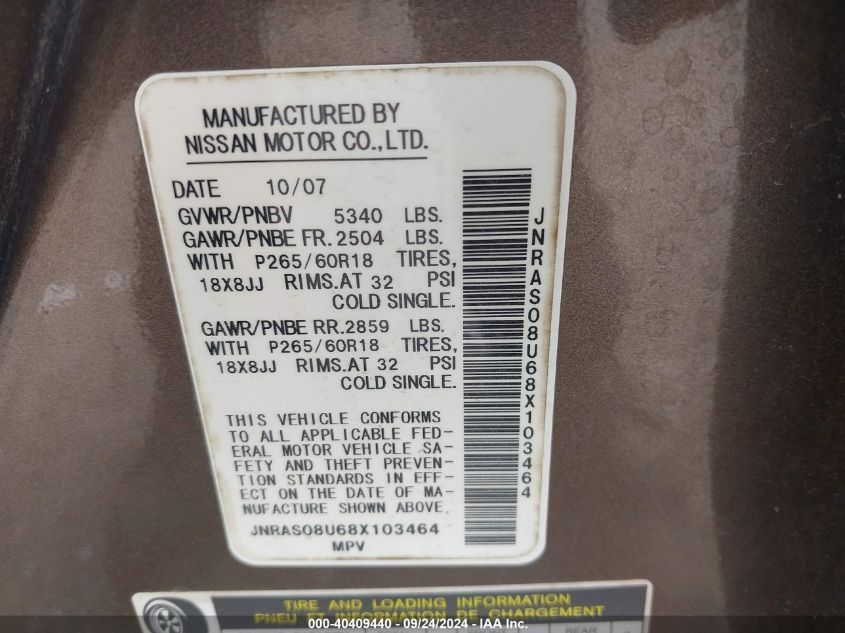 MANUFACTURED BY
NISSAN MOTOR CO.,LTD.
DATE 10/07
GVWR/PNBV 5340 LBS.
GAWR/PNBE FR. 2504 LBS.
WITH P265/60R18 TIRES,
18X8JJ RIMS.AT 32 PSI
COLD SINGLE.
GAWR/PNBE RR. 2859 LBS.
WITH P265/60R18 TIRES,
18X8JJ RIMS.AT 32 PSI
COLD SINGLE.
THIS VEHICLE CONFORMS
TO ALL APPLICABLE FED-
ERAL MOTOR VEHICLE SA-
FETY AND THEFT PREVEN-
TION STANDARDS IN EFF-
ECT ON THE DATE OF MA-
NUFACTURE SHOWN ABOVE.
JNRAS08U68X103464
MPV
JNRAS08U68X103464
TIRE AND LOADING INFORMATION
PNEU ET INFORMATION DE CHARGEMENT
REAR
000-40409440 - 09/24/2024 - IAA Inc.